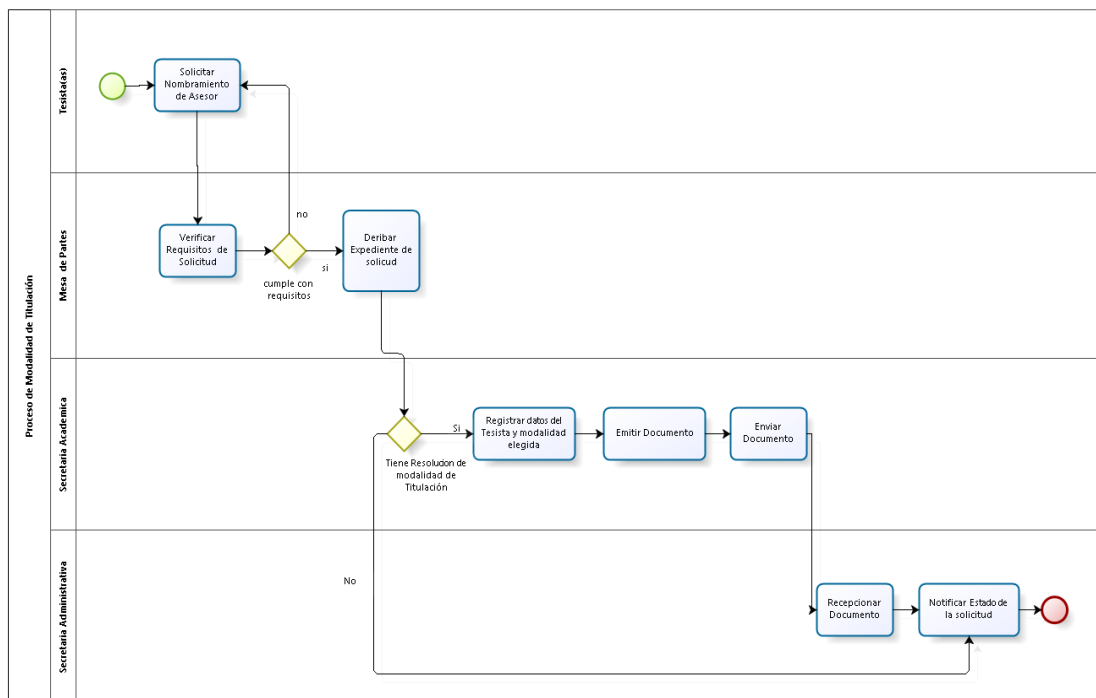 Proceso de Modalidad de Titulación
Tesista(as)
Solicitar
Nombramiento
de Asesor
Mesa de Partes
Verificar
Requisitos de
Solicitud
no
si
cumple con
requisitos
Deribar
Expediente de
solicud
Secretaria Academica
Si
Tiene Resolucion de
modalidad de
Titulación
Registrar datos del
Tesista y modalidad
elegida
Emitir Documento
Enviar
Documento
Secretaria Administrativa
No
Recepcionar
Documento
Notificar Estado de
la solicitud